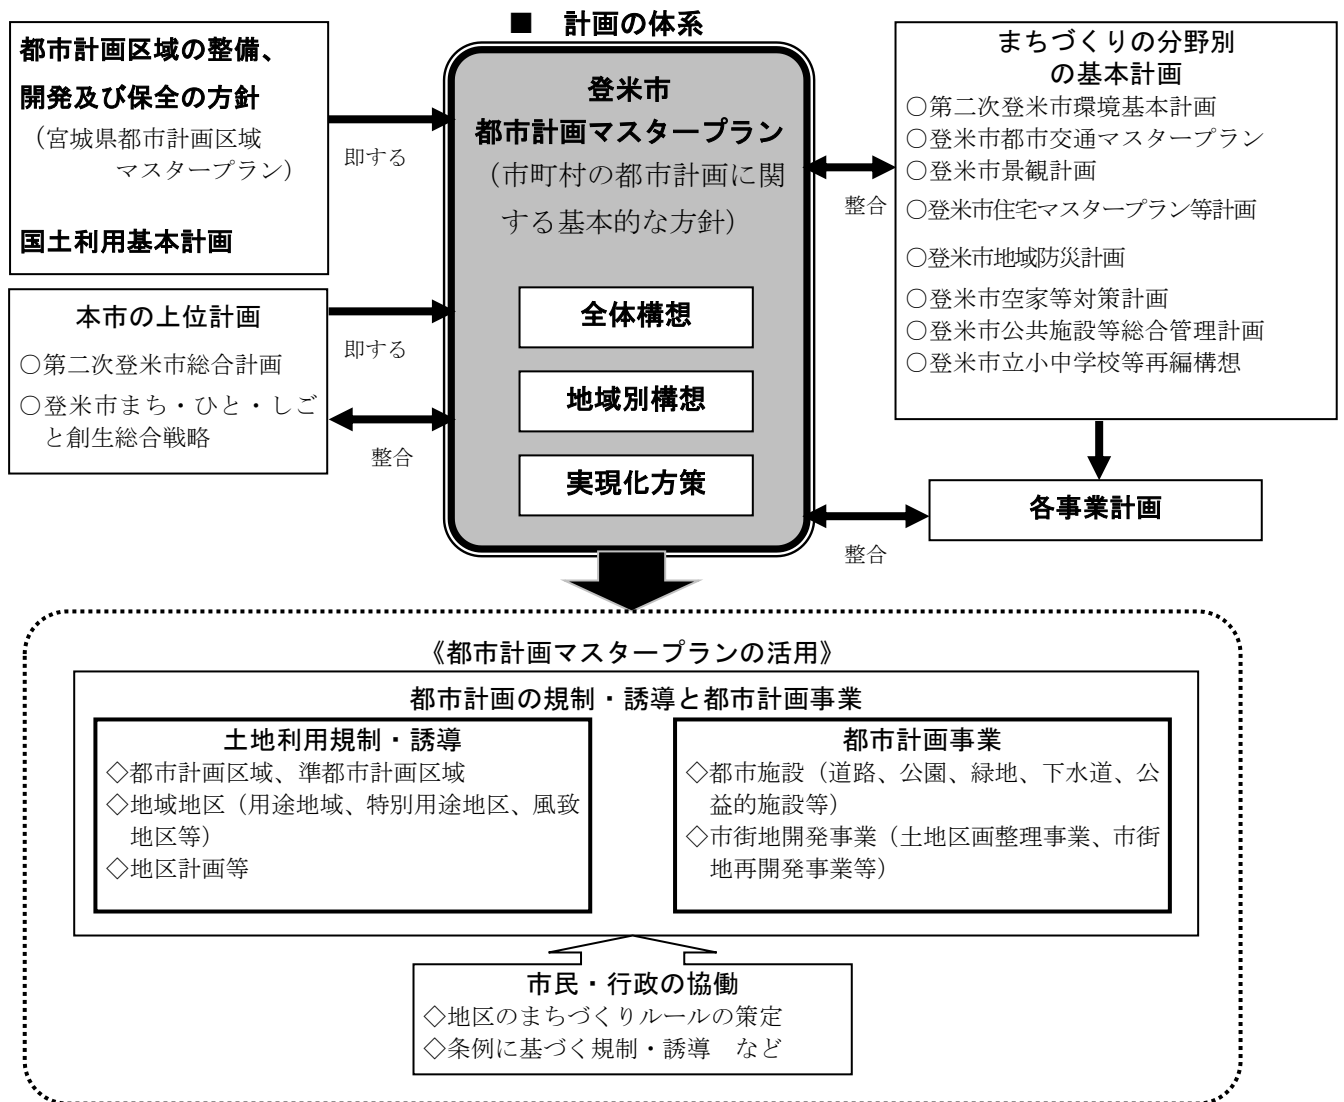 ■　計画の体系
都市計画区域の整備、
開発及び保全の方針
（宮城県都市計画区域
マスタープラン）
国土利用基本計画
即する
本市の上位計画
○第二次登米市総合計画
○登米市まち・ひと・しご
と創生総合戦略
即する
整合
登米市
都市計画マスタープラン
（市町村の都市計画に関
する基本的な方針）
全体構想
地域別構想
実現化方策
整合
まちづくりの分野別
の基本計画
○第二次登米市環境基本計画
○登米市都市交通マスタープラン
○登米市景観計画
○登米市住宅マスタープラン等計画
○登米市地域防災計画
○登米市空家等対策計画
○登米市公共施設等総合管理計画
○登米市立小中学校等再編構想
各事業計画
整合
《都市計画マスタープランの活用》
都市計画の規制・誘導と都市計画事業
土地利用規制・誘導
◇都市計画区域、準都市計画区域
◇地域地区（用途地域、特別用途地区、風致
地区等）
◇地区計画等
都市計画事業
◇都市施設（道路、公園、緑地、下水道、公
益的施設等）
◇市街地開発事業（土地区画整理事業、市街
地再開発事業等）
市民・行政の協働
◇地区のまちづくりルールの策定
◇条例に基づく規制・誘導　など